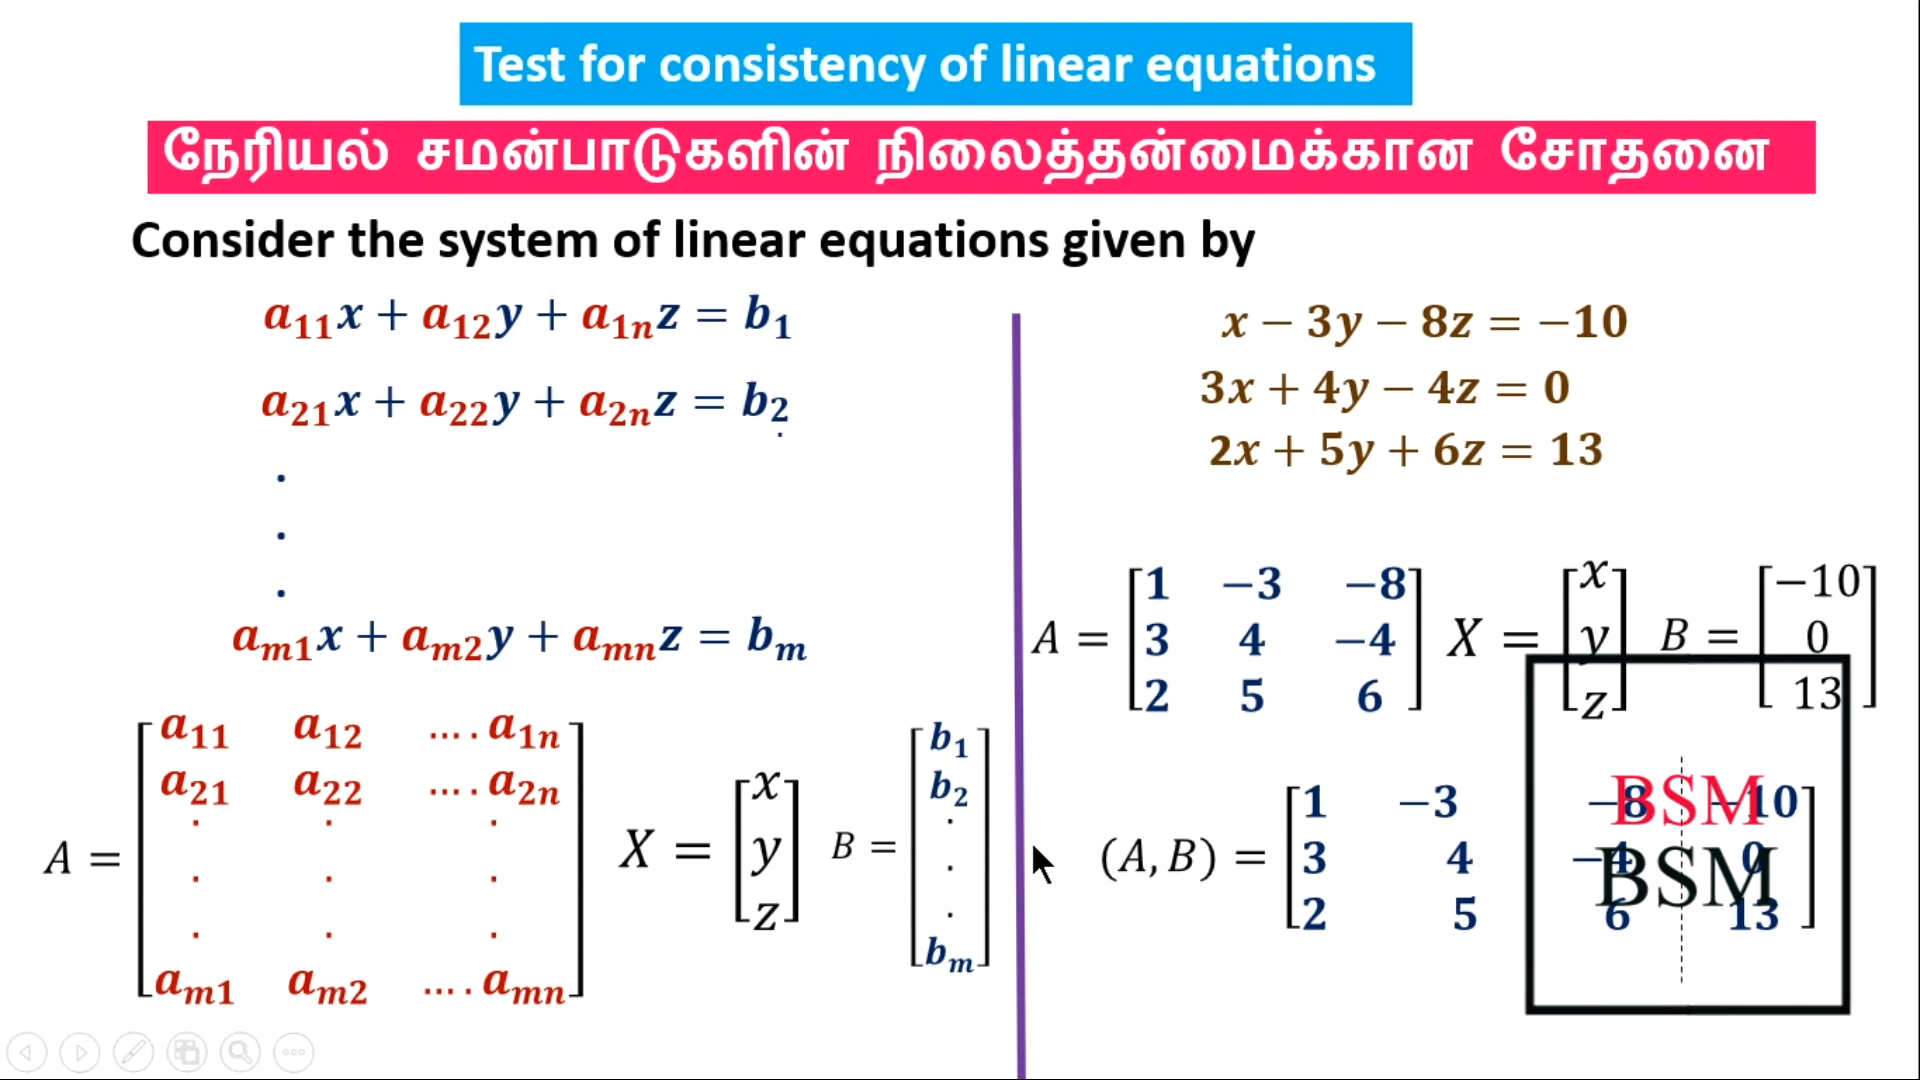 Test for consistency of linear equations
நேரியல் சமன்பாடுகளின் நிலைத்தன்மைக்கான சோதனை
Consider the system of linear equations given by
a₁₁x + a₁₂y + a₁ₙz = b₁
a₂₁x + a₂₂y + a₂ₙz = b₂
.
.
.
aₘ₁x + aₘ₂y + aₘₙz = bₘ
A = [a₁₁ a₁₂ .... a₁ₙ
a₂₁ a₂₂ .... a₂ₙ
. . .
. . .
. . .
aₘ₁ aₘ₂ .... aₘₙ]
X = [x
y
z]
B = [b₁
b₂
.
.
.
bₘ]
x − 3y − 8z = −10
3x + 4y − 4z = 0
2x + 5y + 6z = 13
A = [1 −3 −8
3 4 −4
2 5 6]
X = [x
y
z]
B = [−10
0
13]
(A, B) = [1 −3 −8 −10
3 4 −4 0
2 5 6 13]
BSM
BSM